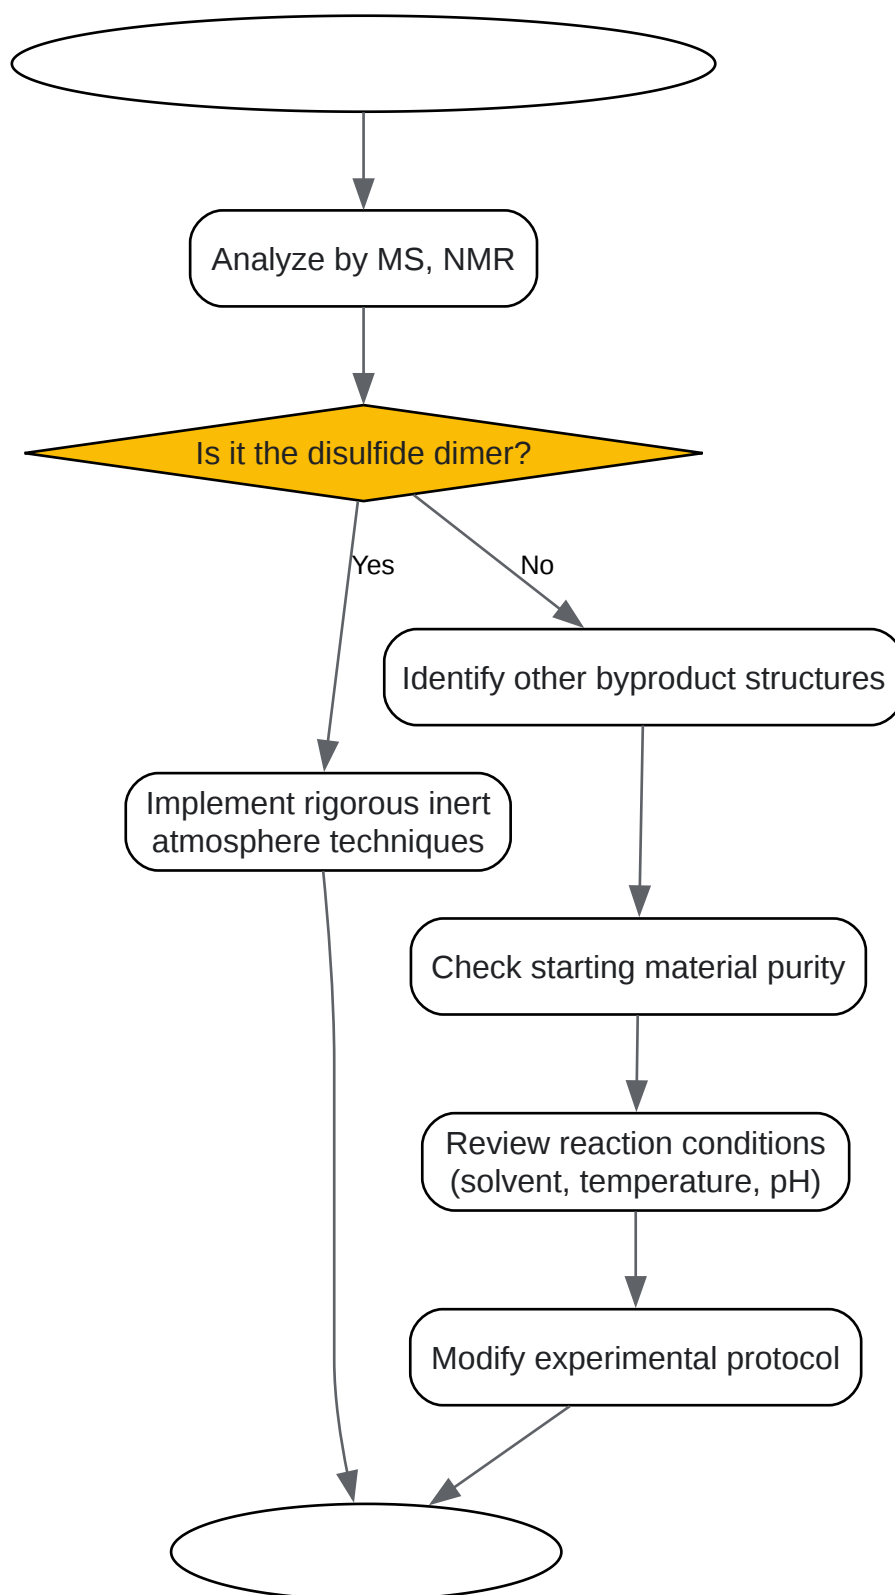 Analyze by MS, NMR
Is it the disulfide dimer?
Yes
No
Identify other byproduct structures
Implement rigorous inert
atmosphere techniques
Check starting material purity
Review reaction conditions
(solvent, temperature, pH)
Modify experimental protocol